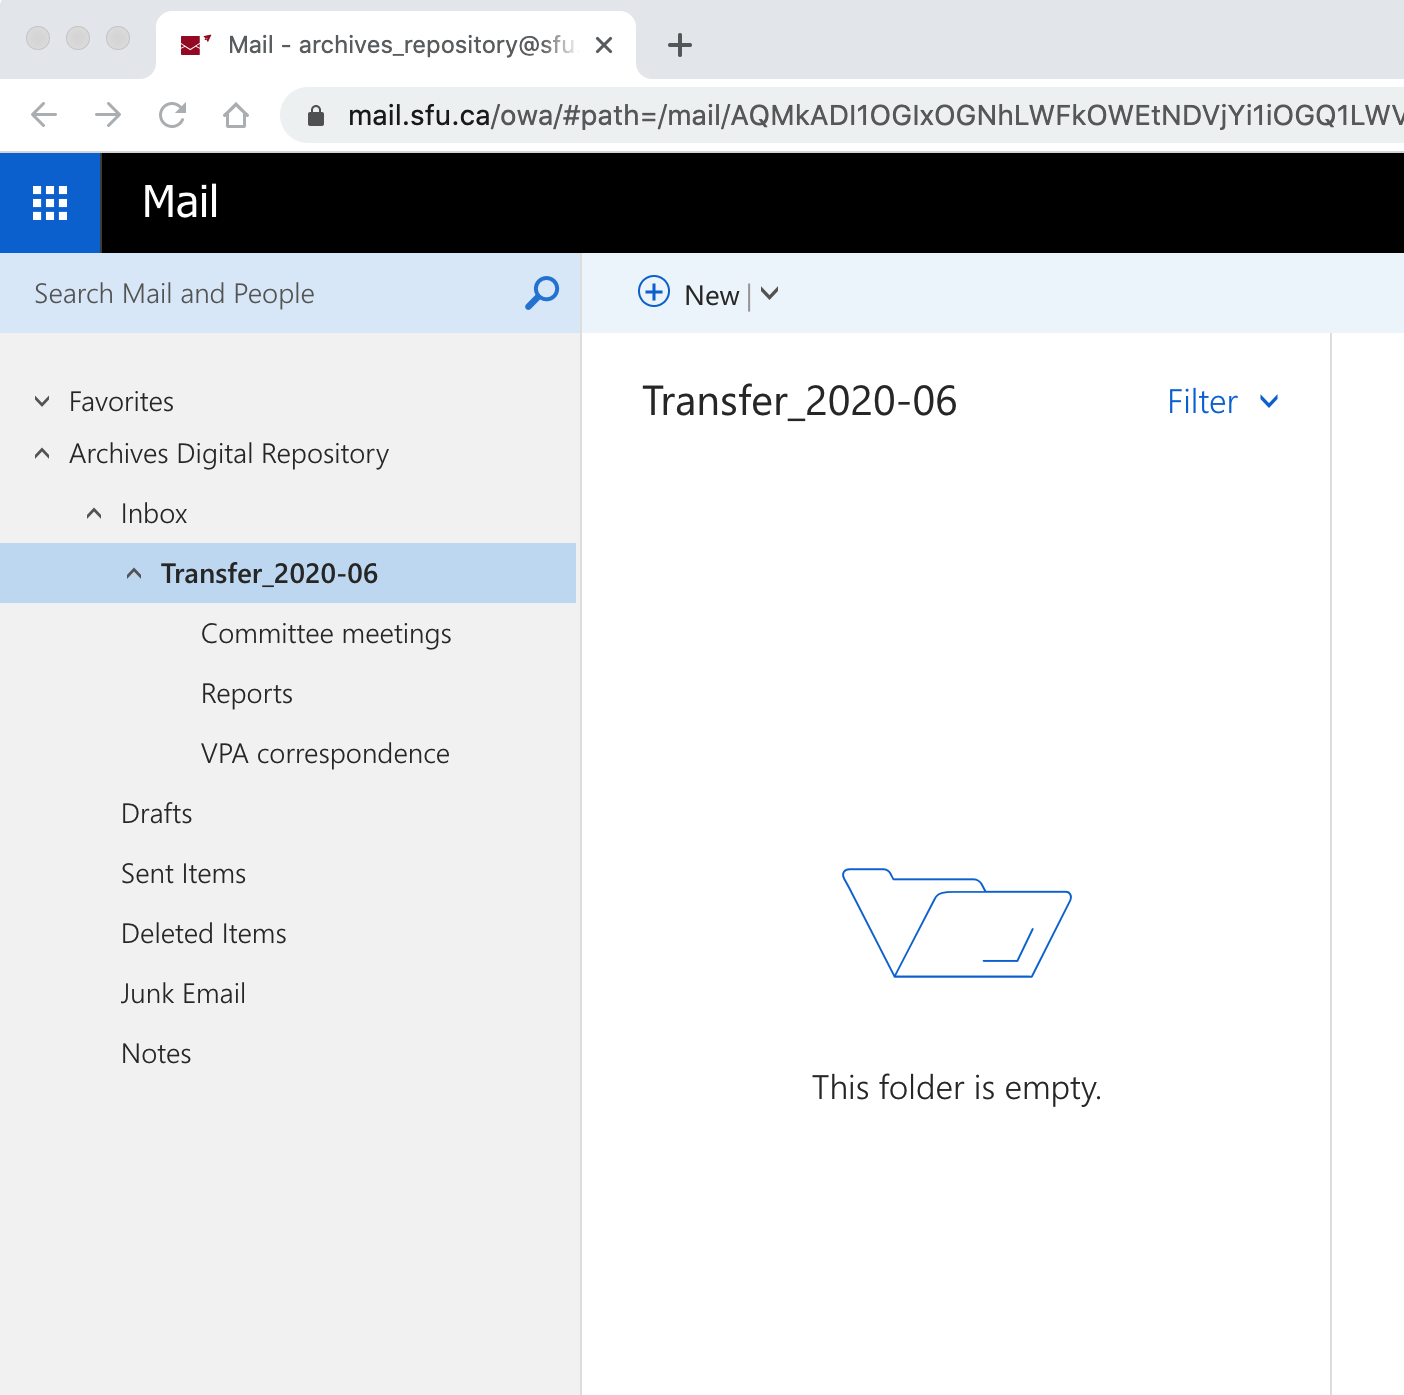 Mail - archives_repository@sfu.
mail.sfu.ca/owa/#path=/mail/AQMkADI1OGIxOGNhLWFkOWEtNDVjYi1iOGQ1LWV
Mail
Search Mail and People
New
Favorites
Archives Digital Repository
Inbox
Transfer_2020-06
Committee meetings
Reports
VPA correspondence
Drafts
Sent Items
Deleted Items
Junk Email
Notes
Transfer_2020-06
Filter
This folder is empty.